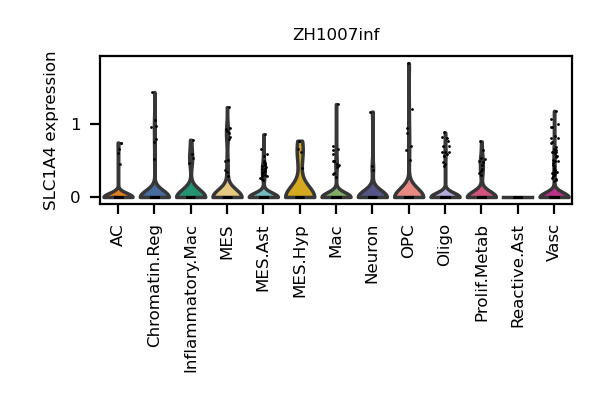 ZH1007inf
SLC1A4 expression
1
0
AC
Chromatin.Reg
Inflammatory.Mac
MES
MES.Ast
MES.Hyp
Mac
Neuron
OPC
Oligo
Prolif.Metab
Reactive.Ast
Vasc